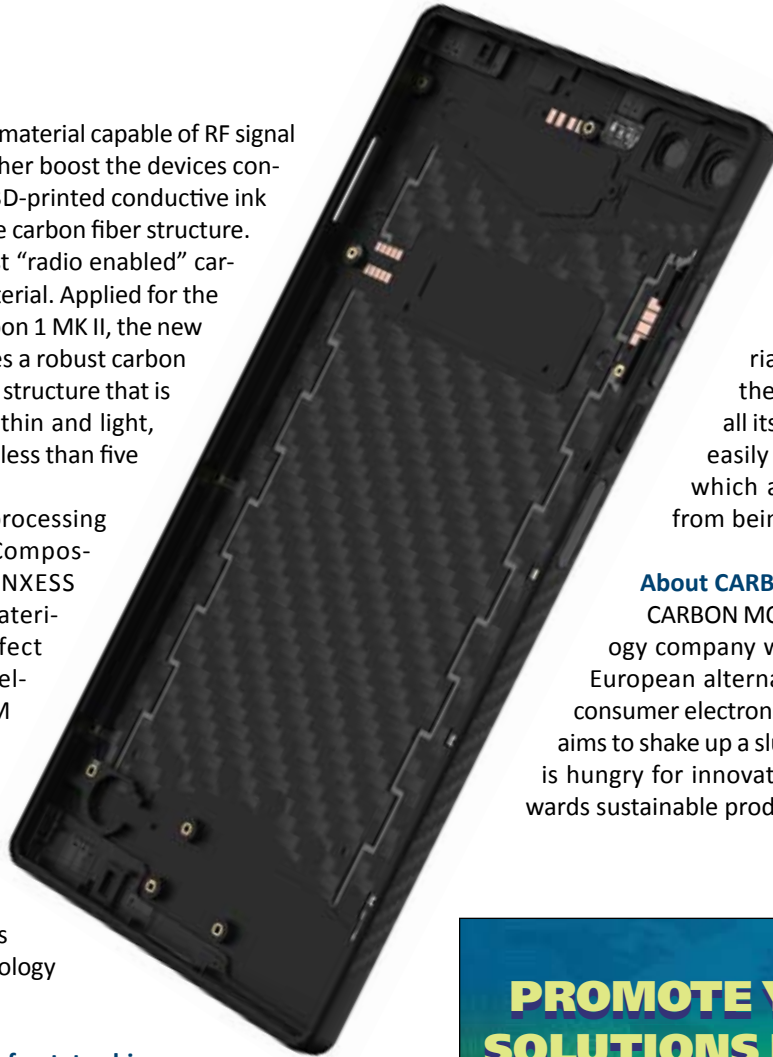 material capable of RF signal
her boost the devices con-
3D-printed conductive ink
e carbon fiber structure.
st “radio enabled” car-
terial. Applied for the
bon 1 MK II, the new
es a robust carbon
structure that is
thin and light,
less than five
rocessing
Compos-
NXESS
ateri-
fect
el-
M
s
ology
ria
the
all its
easily
which a
from bein
About CARB
CARBON MO
ogy company w
European alterna
consumer electron
aims to shake up a slu
is hungry for innovat
wards sustainable prod
PROMOTE Y
SOLUTIONS